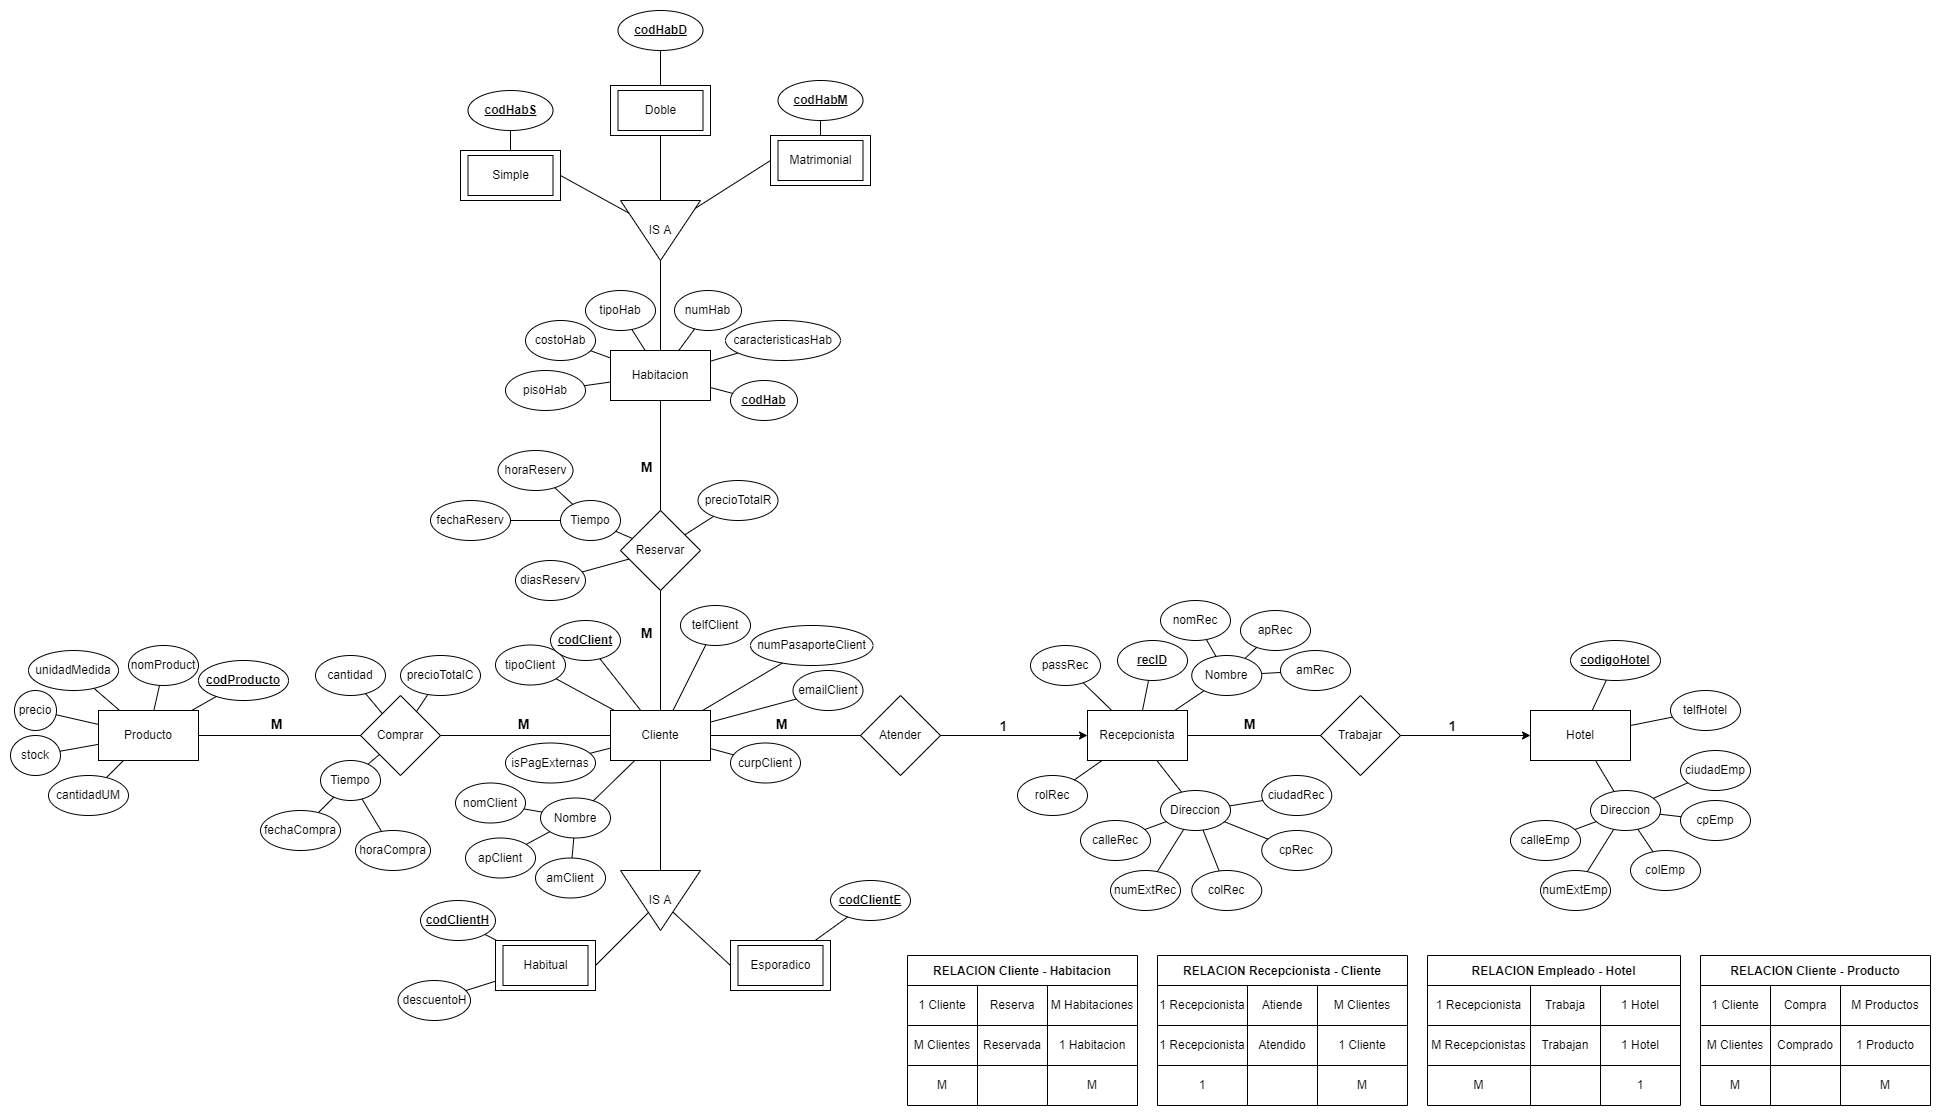 codHabD
codHabS
Doble
codHabM
Simple
Matrimonial
IS A
tipoHab
numHab
costoHab
caracteristicasHab
Habitacion
pisoHab
codHab
M
horaReserv
precioTotalR
fechaReserv
Tiempo
Reservar
diasReserv
M
codClient
telfClient
tipoClient
numPasaporteClient
emailClient
unidadMedida
nomProduct
codProducto
cantidad
precioTotalC
precio
Producto
M
Comprar
M
Cliente
M
Atender
1
stock
cantidadUM
Tiempo
fechaCompra
horaCompra
isPagExternas
curpClient
nomClient
Nombre
apClient
amClient
IS A
codClientH
codClientE
Habitual
Esporadico
descuentoH
nomRec
apRec
passRec
recID
Nombre
amRec
Recepcionista
M
Trabajar
1
rolRec
Direccion
ciudadRec
calleRec
cpRec
numExtRec
colRec
codigoHotel
telfHotel
Hotel
ciudadEmp
Direccion
cpEmp
calleEmp
colEmp
numExtEmp
RELACION Cliente - Habitacion
1 Cliente Reserva M Habitaciones
M Clientes Reservada 1 Habitacion
M M
RELACION Recepcionista - Cliente
1 Recepcionista Atiende M Clientes
1 Recepcionista Atendido 1 Cliente
1 M
RELACION Empleado - Hotel
1 Recepcionista Trabaja 1 Hotel
M Recepcionistas Trabajan 1 Hotel
M 1
RELACION Cliente - Producto
1 Cliente Compra M Productos
M Clientes Comprado 1 Producto
M M